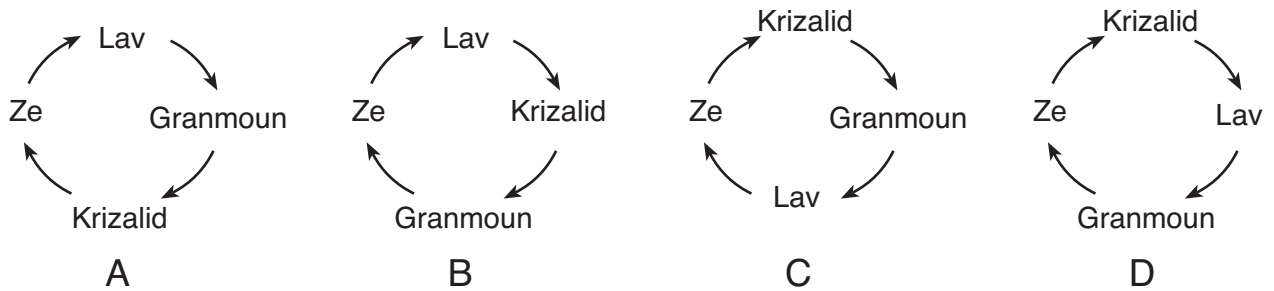 Lav
Ze
Granmoun
Krizalid
A
Lav
Ze
Krizalid
Granmoun
B
Krizalid
Ze
Granmoun
Lav
C
Krizalid
Ze
Lav
Granmoun
D